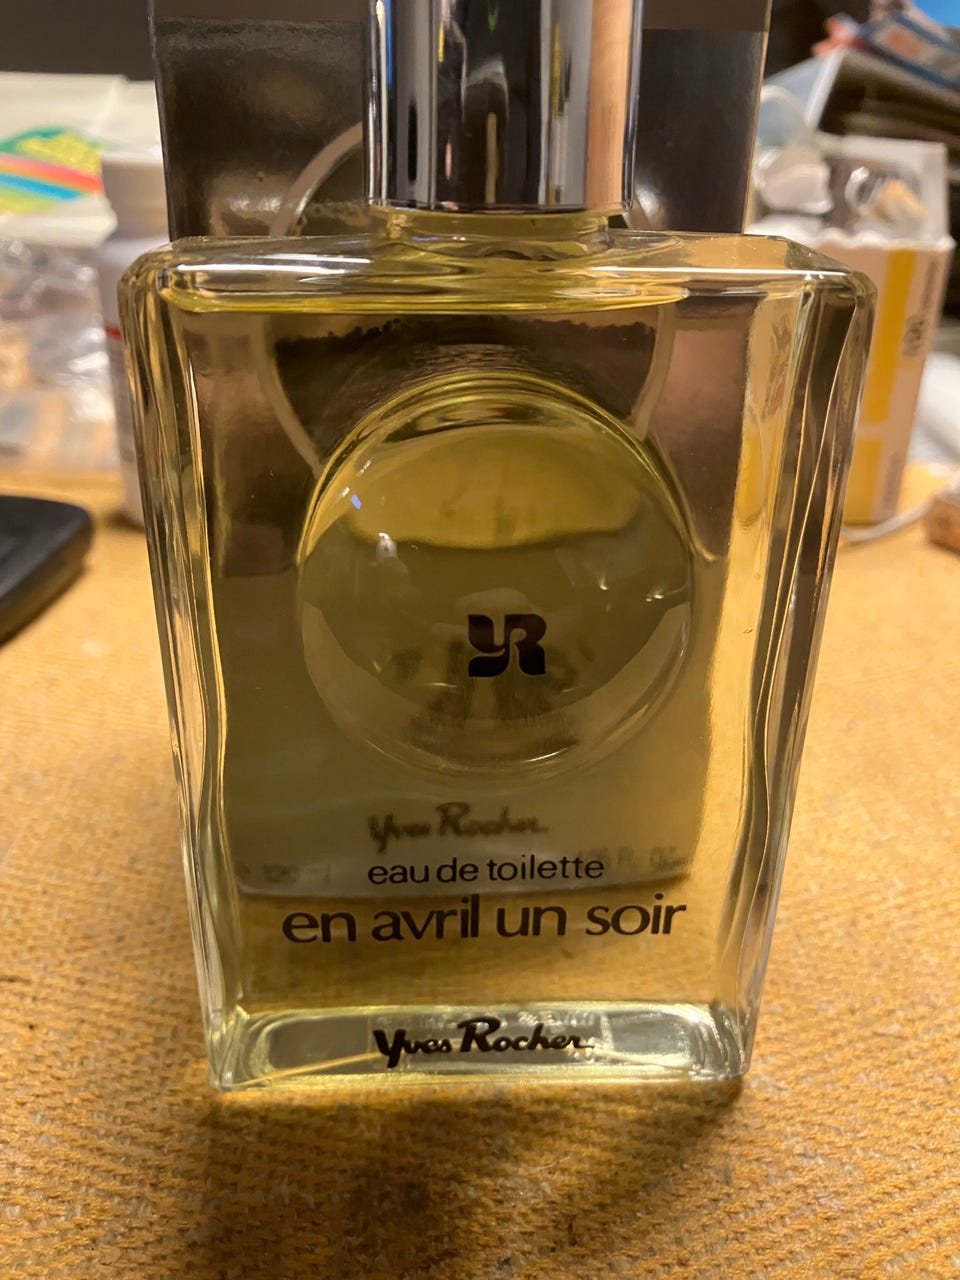 YR
Yves Rocher
eau de toilette
en avril un soir
Yves Rocher